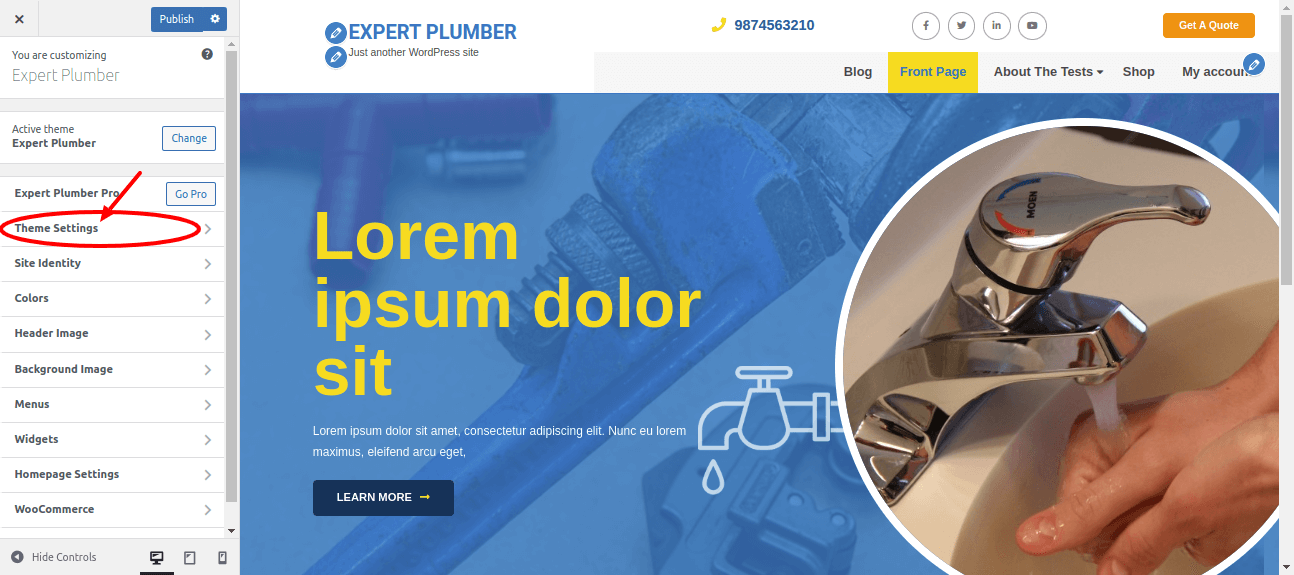 Publish
You are customizing
Expert Plumber
Active theme
Expert Plumber
Change
Expert Plumber Pro
Go Pro
Theme Settings
Site Identity
Colors
Header Image
Background Image
Menus
Widgets
Homepage Settings
WooCommerce
Hide Controls
EXPERT PLUMBER
Just another WordPress site
9874563210
Get A Quote
Blog
Front Page
About The Tests
Shop
My account
Lorem
ipsum dolor
sit
Lorem ipsum dolor sit amet, consectetur adipiscing elit. Nunc eu lorem
maximus, eleifend arcu eget,
LEARN MORE
MOEN